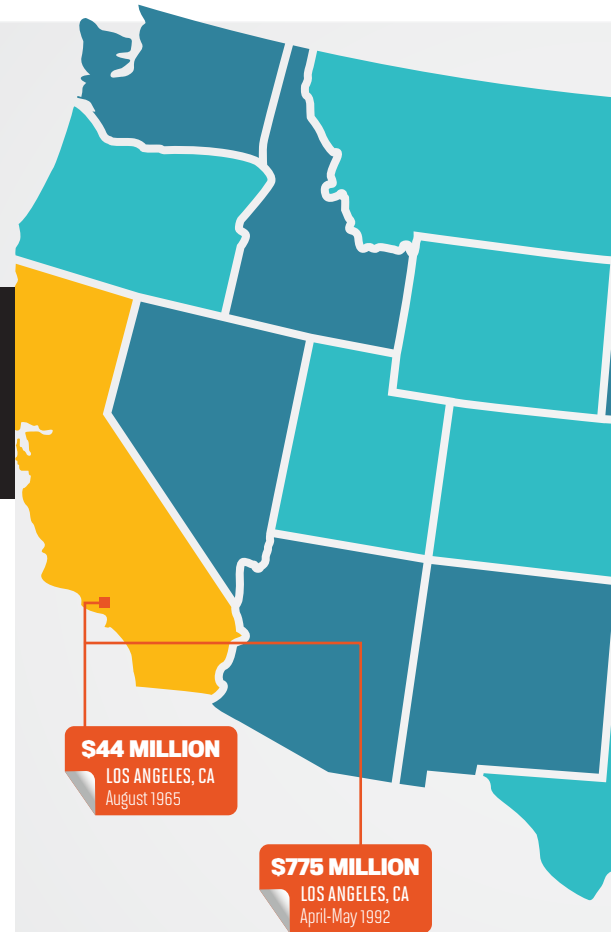 $44 MILLION
LOS ANGELES, CA
August 1965
$775 MILLION
LOS ANGELES, CA
April-May 1992